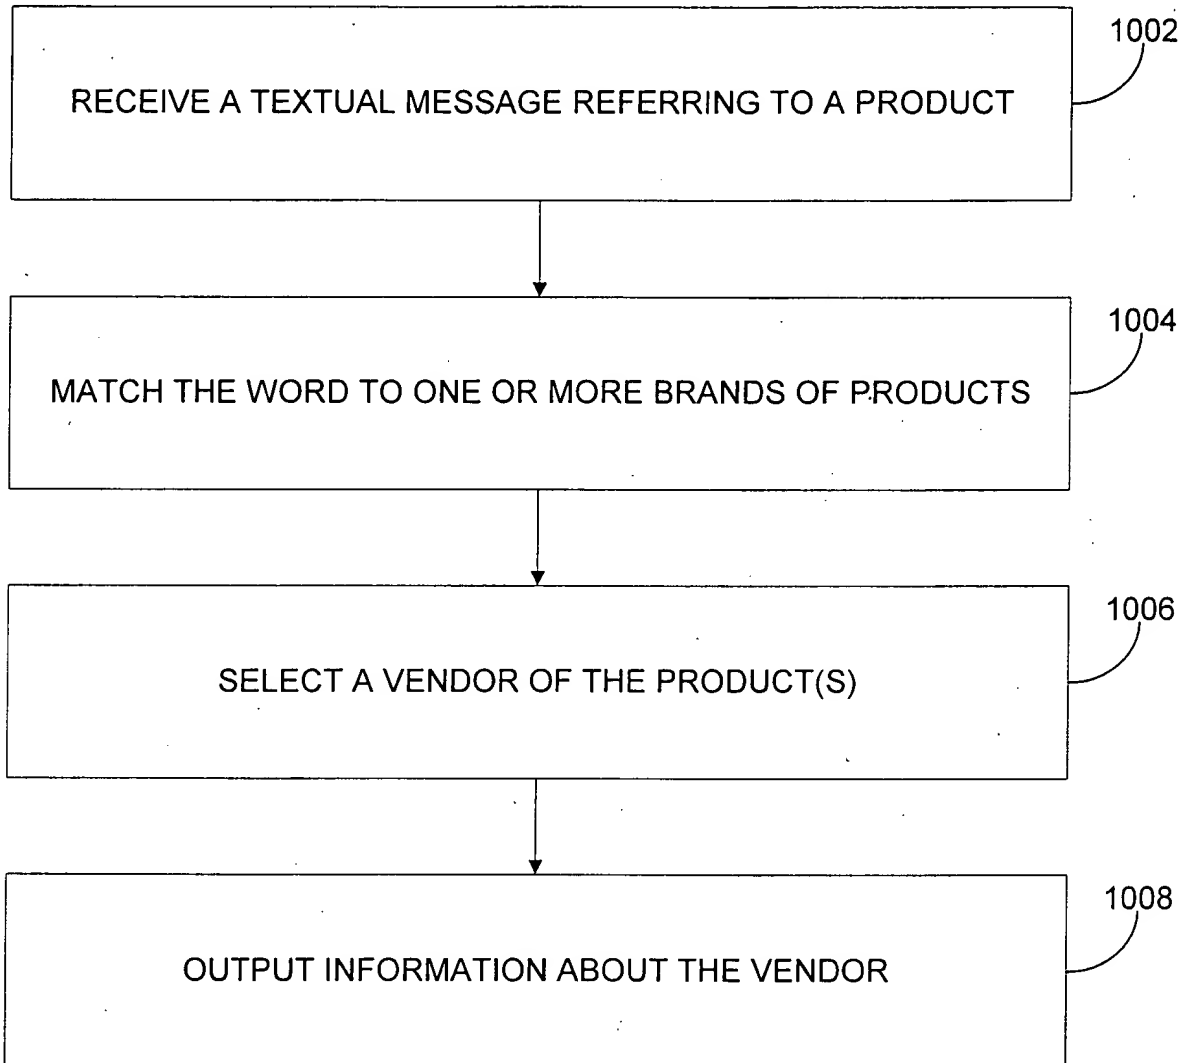 1002
RECEIVE A TEXTUAL MESSAGE REFERRING TO A PRODUCT
1004
MATCH THE WORD TO ONE OR MORE BRANDS OF PRODUCTS
1006
SELECT A VENDOR OF THE PRODUCT(S)
1008
OUTPUT INFORMATION ABOUT THE VENDOR